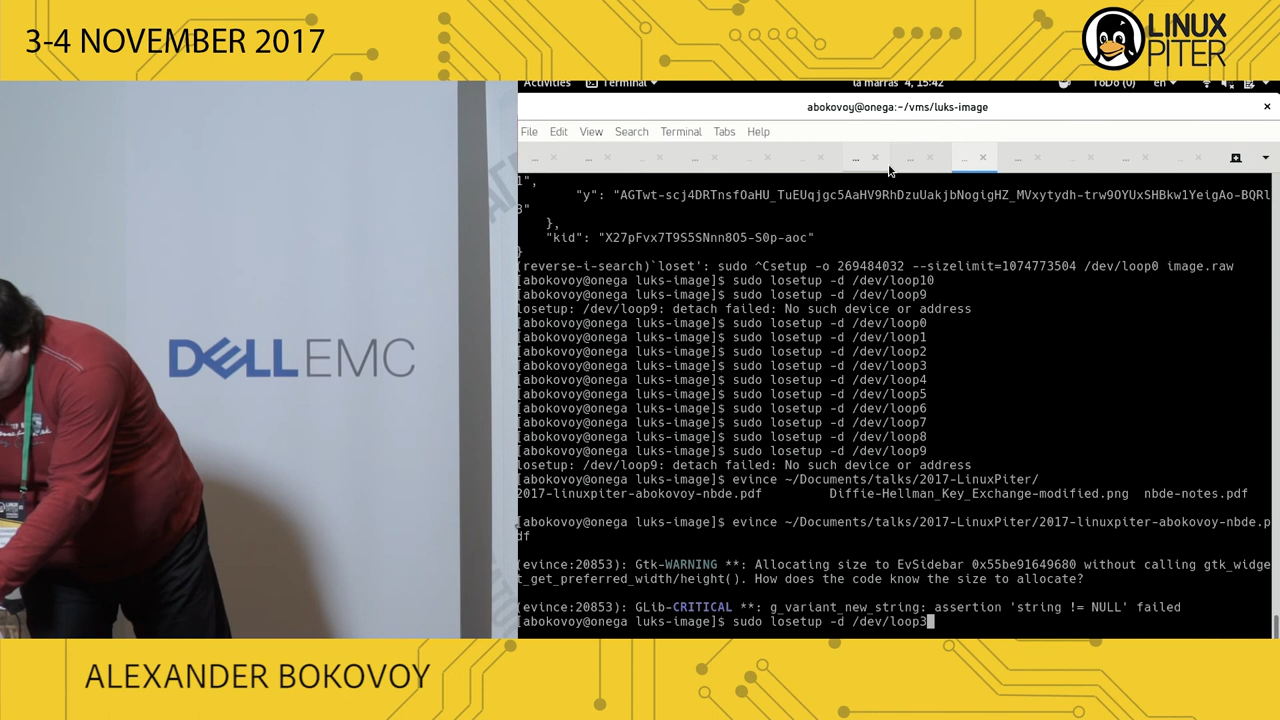 3-4 NOVEMBER 2017
LINUX
PITER
Activities Terminal la marras 4, 15:42 ToDo (0) en
abokovoy@onega:~/vms/luks-image
File Edit View Search Terminal Tabs Help
1",
"y": "AGTwt-scj4DRTnsfOaHU_TuEUqjgc5AaHV9RhDzuUakjbNogigHZ_MVxytydh-trw9OYUxSHBkw1YeigAo-BQRl
3"
},
"kid": "X27pFvx7T9S5SNnn8O5-S0p-aoc"
}
(reverse-i-search)`loset': sudo ^Csetup -o 269484032 --sizelimit=1074773504 /dev/loop0 image.raw
[abokovoy@onega luks-image]$ sudo losetup -d /dev/loop10
[abokovoy@onega luks-image]$ sudo losetup -d /dev/loop9
losetup: /dev/loop9: detach failed: No such device or address
[abokovoy@onega luks-image]$ sudo losetup -d /dev/loop0
[abokovoy@onega luks-image]$ sudo losetup -d /dev/loop1
[abokovoy@onega luks-image]$ sudo losetup -d /dev/loop2
[abokovoy@onega luks-image]$ sudo losetup -d /dev/loop3
[abokovoy@onega luks-image]$ sudo losetup -d /dev/loop4
[abokovoy@onega luks-image]$ sudo losetup -d /dev/loop5
[abokovoy@onega luks-image]$ sudo losetup -d /dev/loop6
[abokovoy@onega luks-image]$ sudo losetup -d /dev/loop7
[abokovoy@onega luks-image]$ sudo losetup -d /dev/loop8
[abokovoy@onega luks-image]$ sudo losetup -d /dev/loop9
losetup: /dev/loop9: detach failed: No such device or address
[abokovoy@onega luks-image]$ evince ~/Documents/talks/2017-LinuxPiter/
2017-linuxpiter-abokovoy-nbde.pdf Diffie-Hellman_Key_Exchange-modified.png nbde-notes.pdf
[abokovoy@onega luks-image]$ evince ~/Documents/talks/2017-LinuxPiter/2017-linuxpiter-abokovoy-nbde.p
df
(evince:20853): Gtk-WARNING **: Allocating size to EvSidebar 0x55be91649680 without calling gtk_widge
t_get_preferred_width/height(). How does the code know the size to allocate?
(evince:20853): GLib-CRITICAL **: g_variant_new_string: assertion 'string != NULL' failed
[abokovoy@onega luks-image]$ sudo losetup -d /dev/loop3
DELL EMC
ALEXANDER BOKOVOY